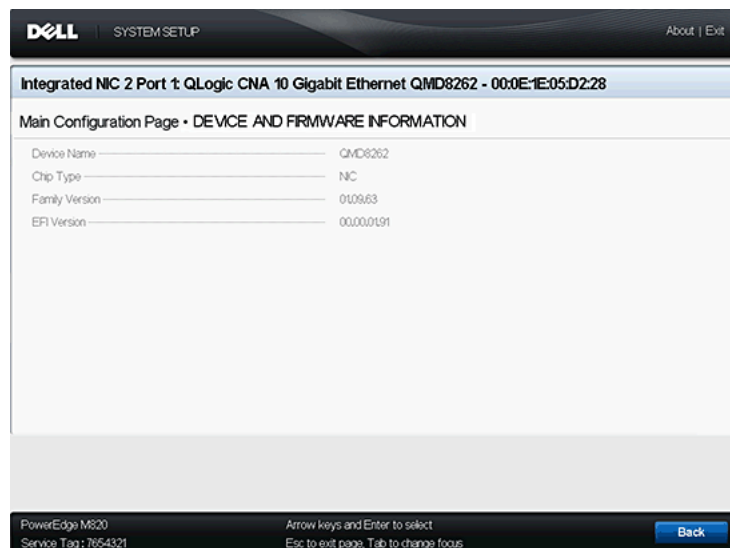 DELL SYSTEM SETUP About | Exit
Integrated NIC 2 Port 1: QLogic CNA 10 Gigabit Ethernet QMD8262 - 00:0E:1E:05:D2:28
Main Configuration Page • DEVICE AND FIRMWARE INFORMATION
Device Name QMD8262
Chip Type NIC
Family Version 01.09.63
EFI Version 00.00.01.91
PowerEdge M820 Arrow keys and Enter to select
Service Tag : 7654321 Esc to exit page, Tab to change focus
Back